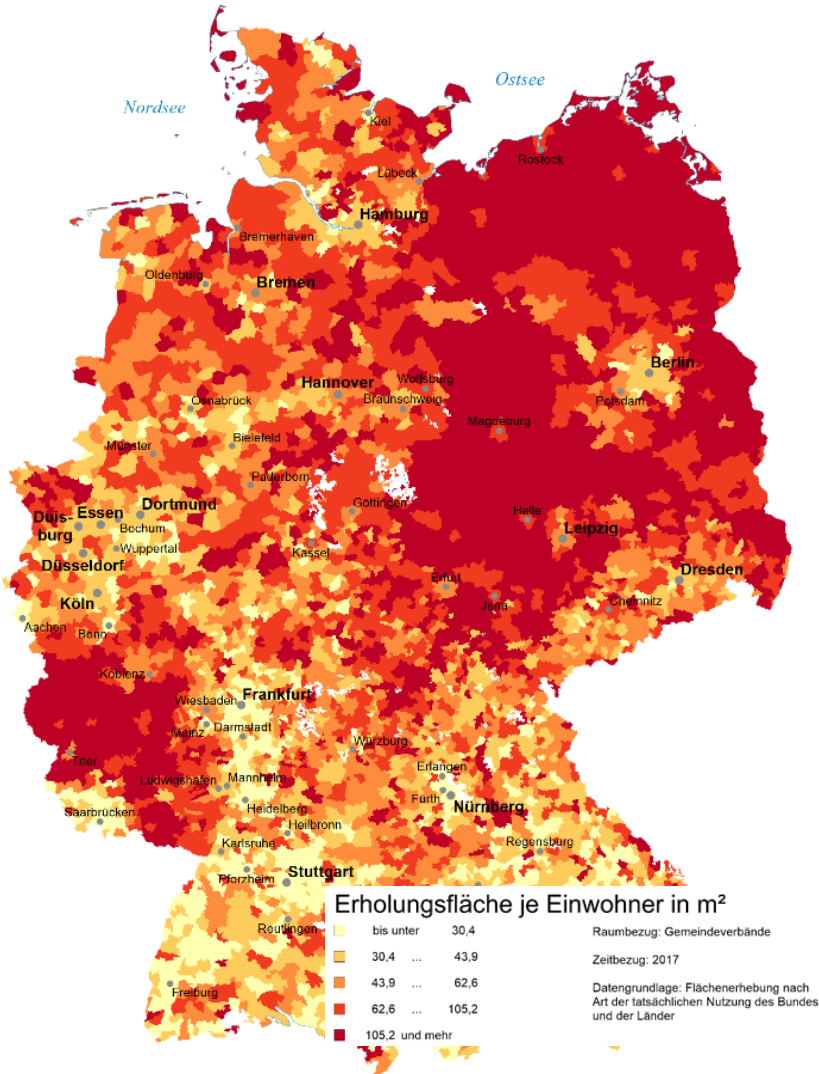 Ostsee
Nordsee
Kiel
Rostock
Lübeck
Hamburg
Bremerhaven
Oldenburg
Bremen
Berlin
Hannover
Wolfsburg
Potsdam
Osnabrück
Braunschweig
Magdeburg
Münster
Bielefeld
Paderborn
Göttingen
Halle
Duis-
burg
Essen
Dortmund
Bochum
Leipzig
Wuppertal
Kassel
Düsseldorf
Dresden
Erfurt
Köln
Jena
Chemnitz
Aachen
Bonn
Koblenz
Wiesbaden
Frankfurt
Mainz
Darmstadt
Würzburg
Trier
Erlangen
Ludwigshafen
Mannheim
Fürth
Nürnberg
Saarbrücken
Heidelberg
Heilbronn
Karlsruhe
Regensburg
Pforzheim
Stuttgart
Reutlingen
Freiburg
Erholungsfläche je Einwohner in m²
bis unter 30,4
30,4 ... 43,9
43,9 ... 62,6
62,6 ... 105,2
105,2 und mehr
Raumbezug: Gemeindeverbände
Zeitbezug: 2017
Datengrundlage: Flächenerhebung nach
Art der tatsächlichen Nutzung des Bundes
und der Länder